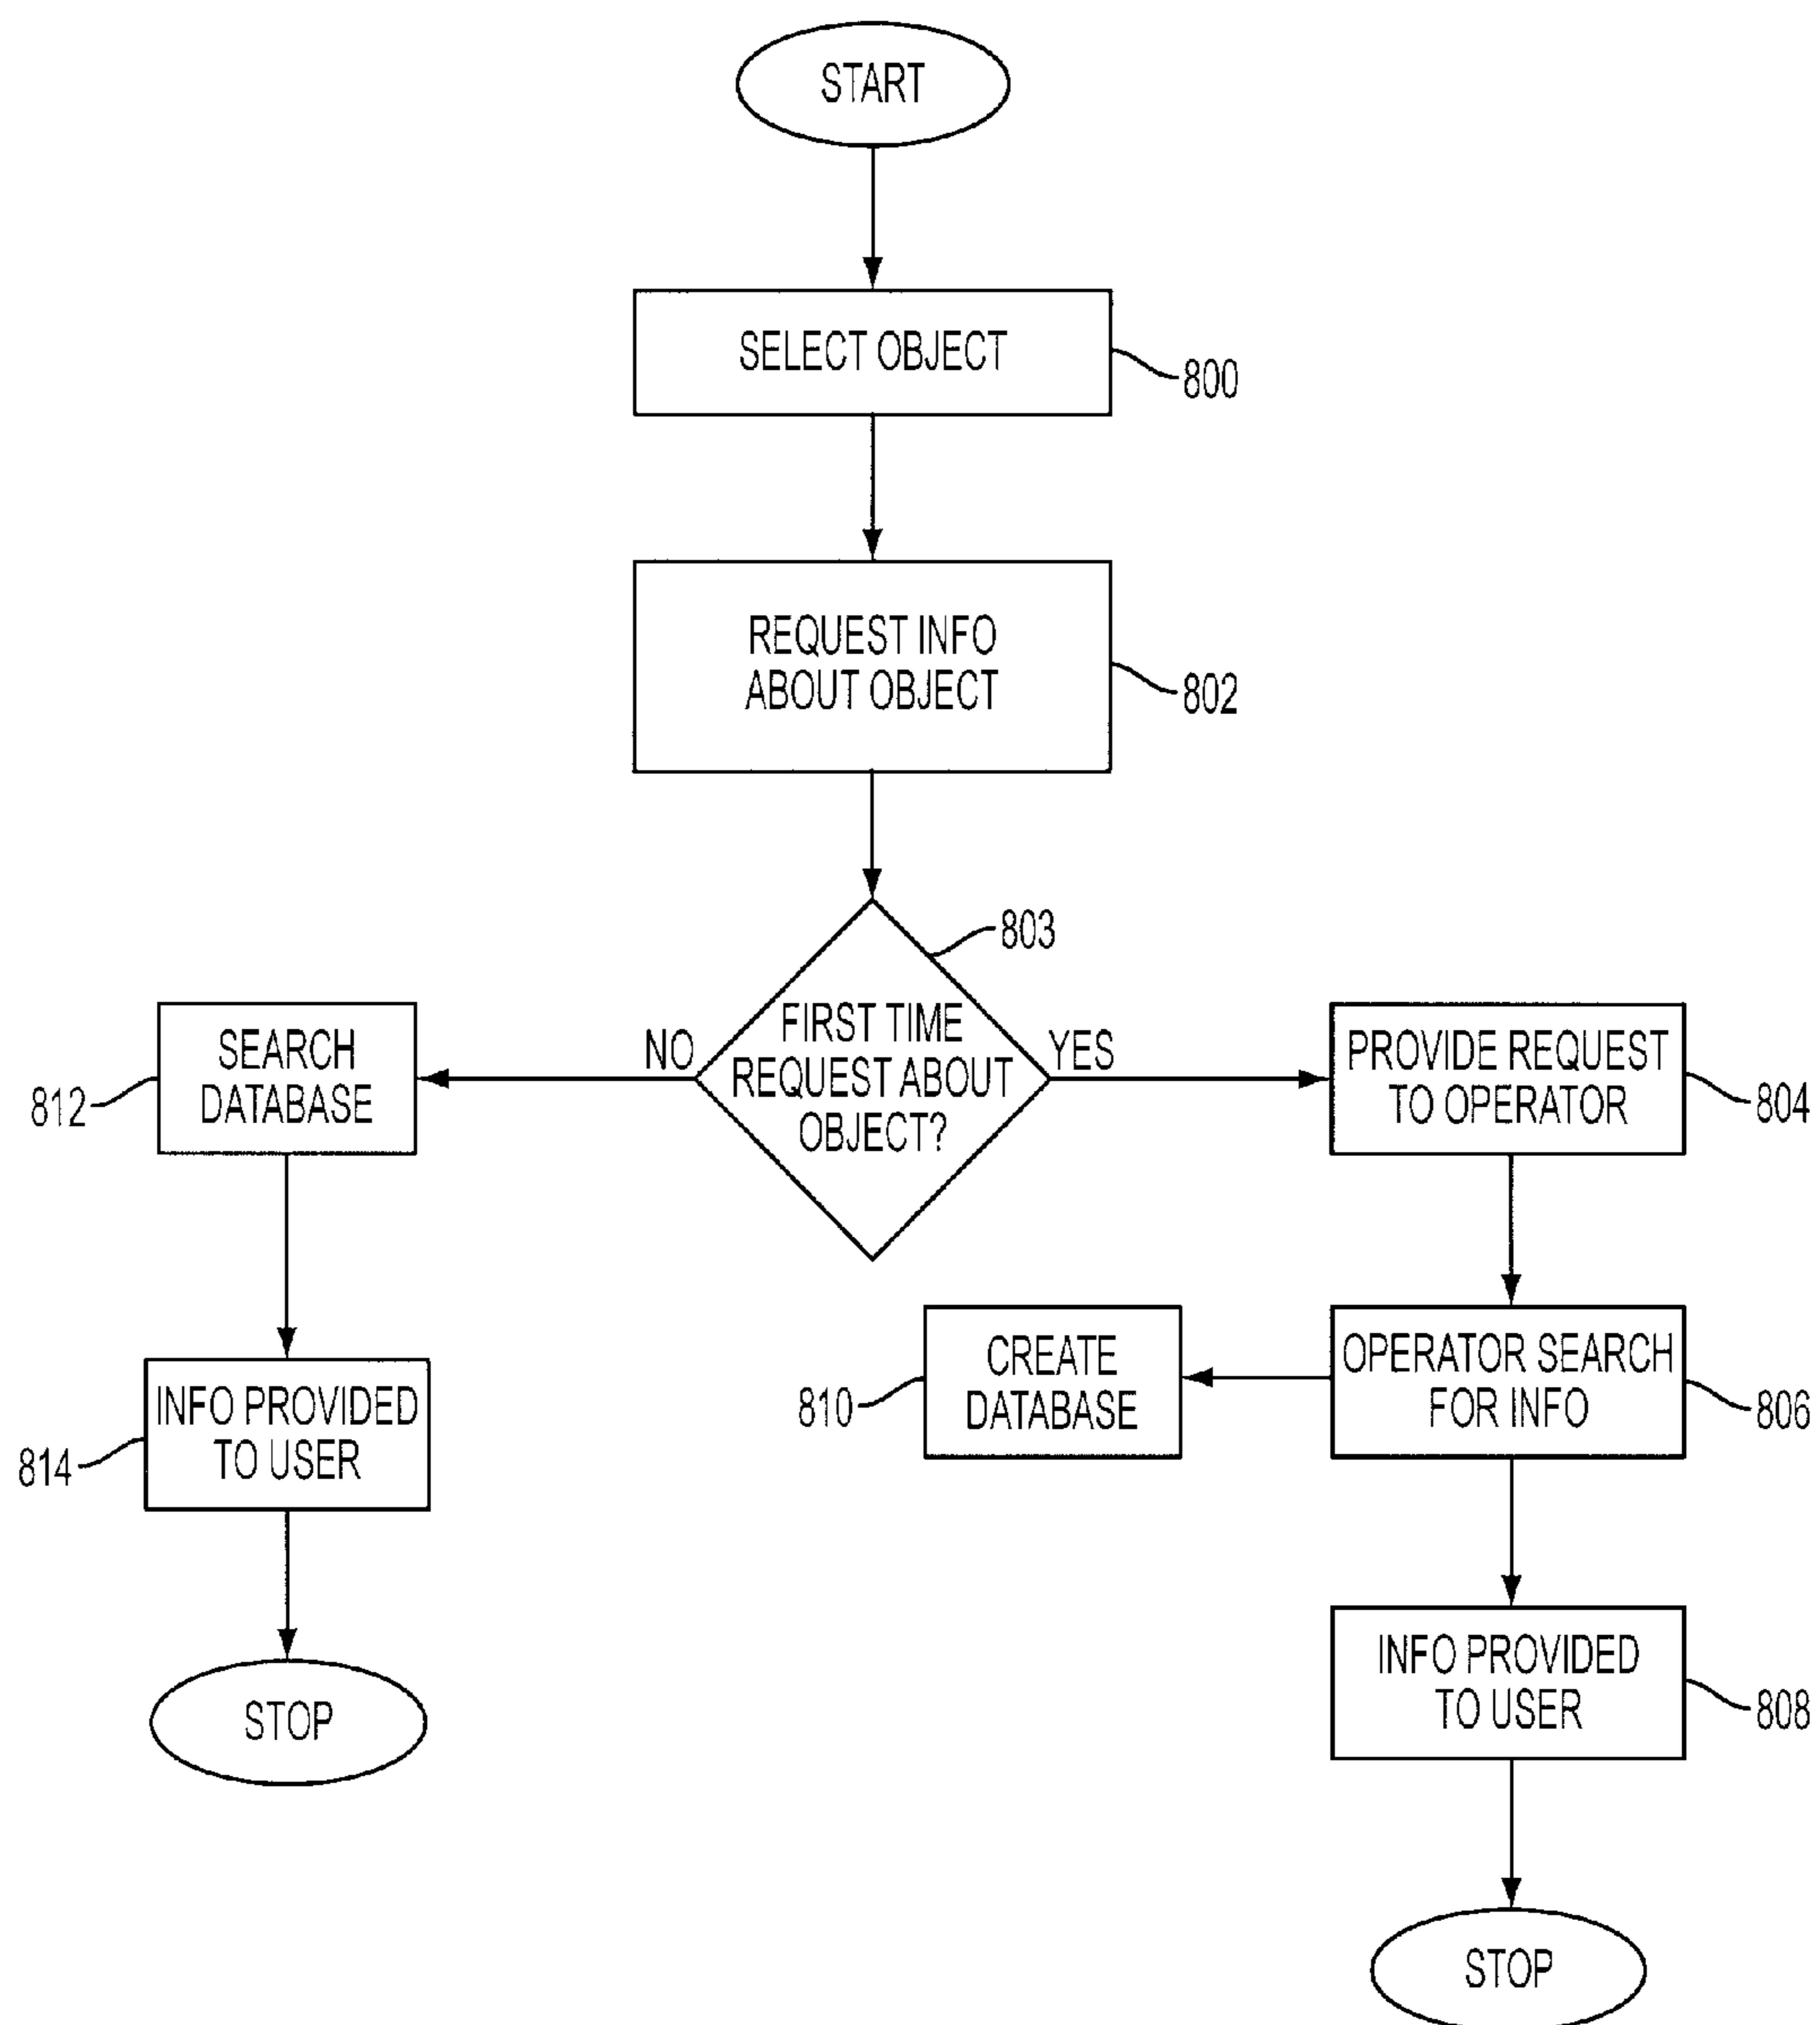 START
SELECT OBJECT
800
REQUEST INFO
ABOUT OBJECT
802
803
FIRST TIME
REQUEST ABOUT
OBJECT?
NO
YES
SEARCH
DATABASE
812
PROVIDE REQUEST
TO OPERATOR
804
INFO PROVIDED
TO USER
814
CREATE
DATABASE
810
OPERATOR SEARCH
FOR INFO
806
STOP
INFO PROVIDED
TO USER
808
STOP